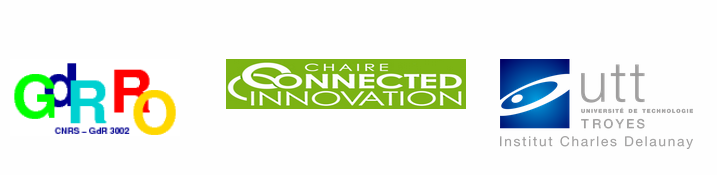 GdR RO
CNRS – GdR 3002
CHAIRE
CONNECTED
INNOVATION
utt
UNIVERSITÉ DE TECHNOLOGIE
TROYES
Institut Charles Delaunay